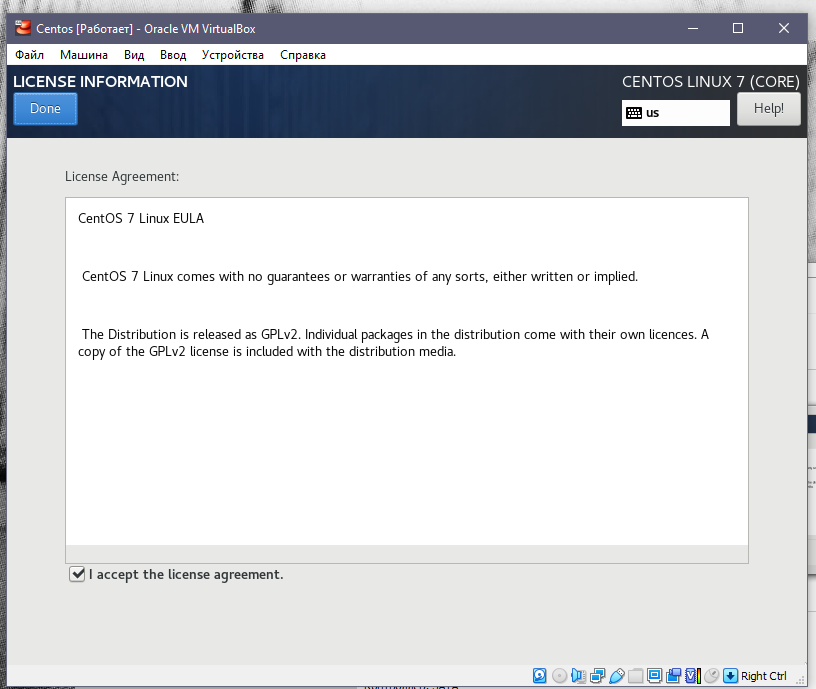 Centos [Работает] - Oracle VM VirtualBox
Файл Машина Вид Ввод Устройства Справка
LICENSE INFORMATION
CENTOS LINUX 7 (CORE)
Done
us
Help!
License Agreement:
CentOS 7 Linux EULA
CentOS 7 Linux comes with no guarantees or warranties of any sorts, either written or implied.
The Distribution is released as GPLv2. Individual packages in the distribution come with their own licences. A
copy of the GPLv2 license is included with the distribution media.
I accept the license agreement.
Right Ctrl